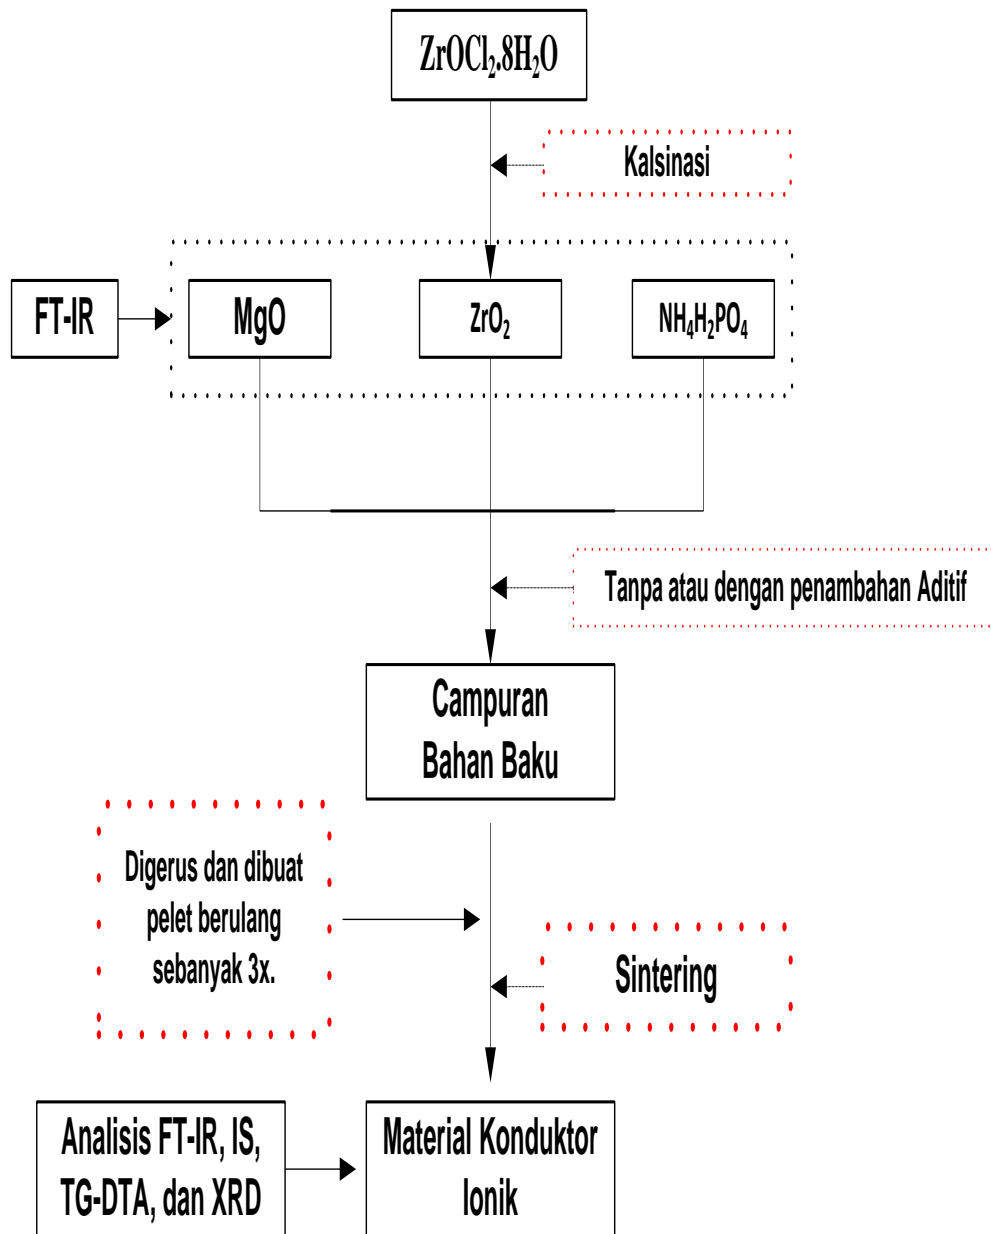 ZrOCl₂.8H₂O
Kalsinasi
FT-IR
MgO
ZrO₂
NH₄H₂PO₄
Tanpa atau dengan penambahan Aditif
Campuran
Bahan Baku
Digerus dan dibuat
pelet berulang
sebanyak 3x.
Sintering
Analisis FT-IR, IS,
TG-DTA, dan XRD
Material Konduktor
Ionik